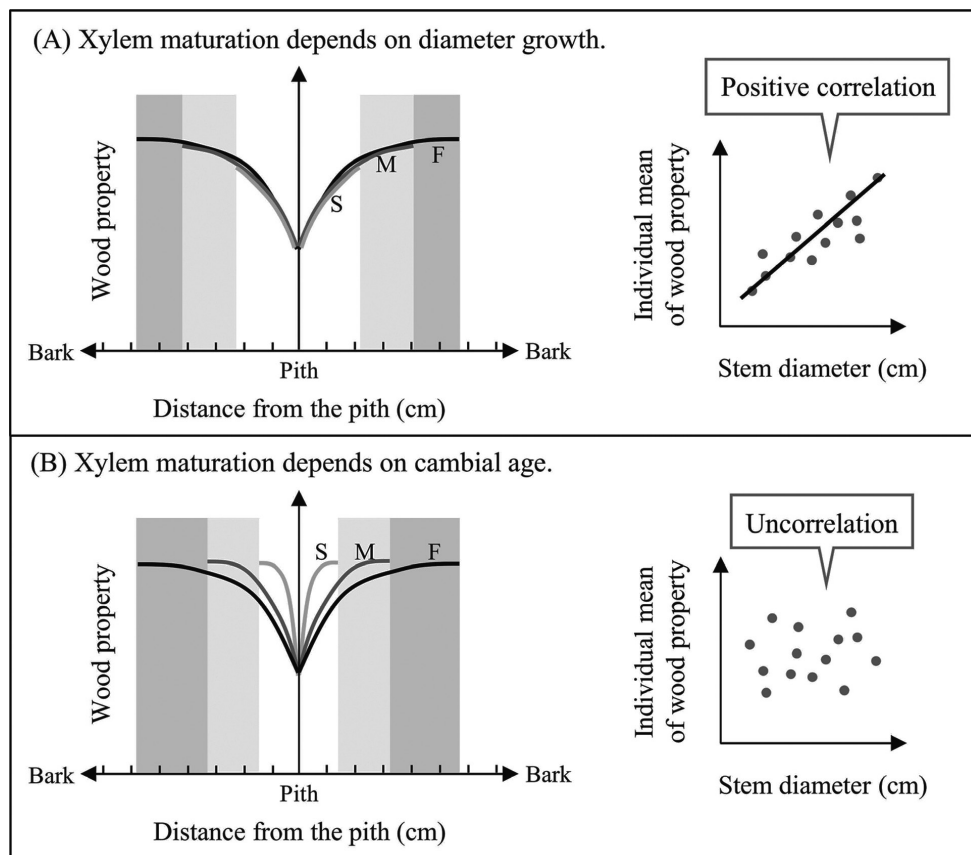 (A) Xylem maturation depends on diameter growth.
Wood property
S
M
F
Bark
Pith
Bark
Distance from the pith (cm)
Positive correlation
Individual mean
of wood property
Stem diameter (cm)
(B) Xylem maturation depends on cambial age.
Wood property
S
M
F
Bark
Pith
Bark
Distance from the pith (cm)
Uncorrelation
Individual mean
of wood property
Stem diameter (cm)